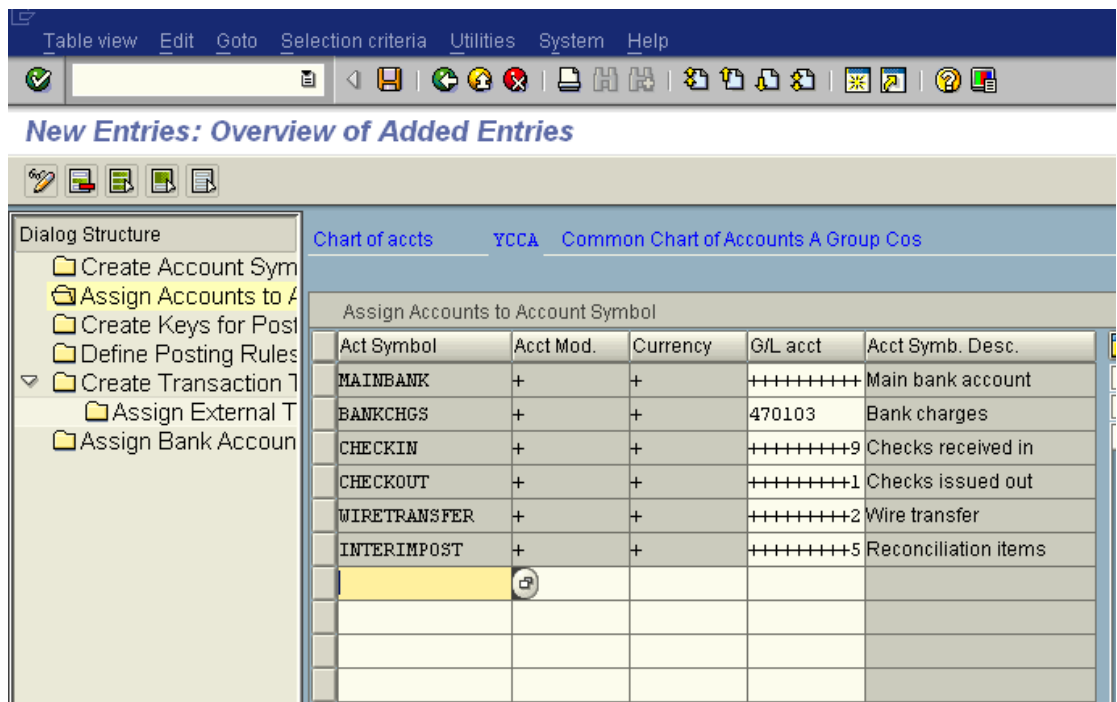 Table view Edit Goto Selection criteria Utilities System Help
New Entries: Overview of Added Entries
Dialog Structure
Create Account Sym
Assign Accounts to A
Create Keys for Post
Define Posting Rules
Create Transaction T
Assign External T
Assign Bank Accoun
Chart of accts YCCA Common Chart of Accounts A Group Cos
Assign Accounts to Account Symbol
Act Symbol Acct Mod. Currency G/L acct Acct Symb. Desc.
MAINBANK + + ++++++++++ Main bank account
BANKCHGS + + 470103 Bank charges
CHECKIN + + +++++++++9 Checks received in
CHECKOUT + + +++++++++1 Checks issued out
WIRETRANSFER + + +++++++++2 Wire transfer
INTERIMPOST + + +++++++++5 Reconciliation items